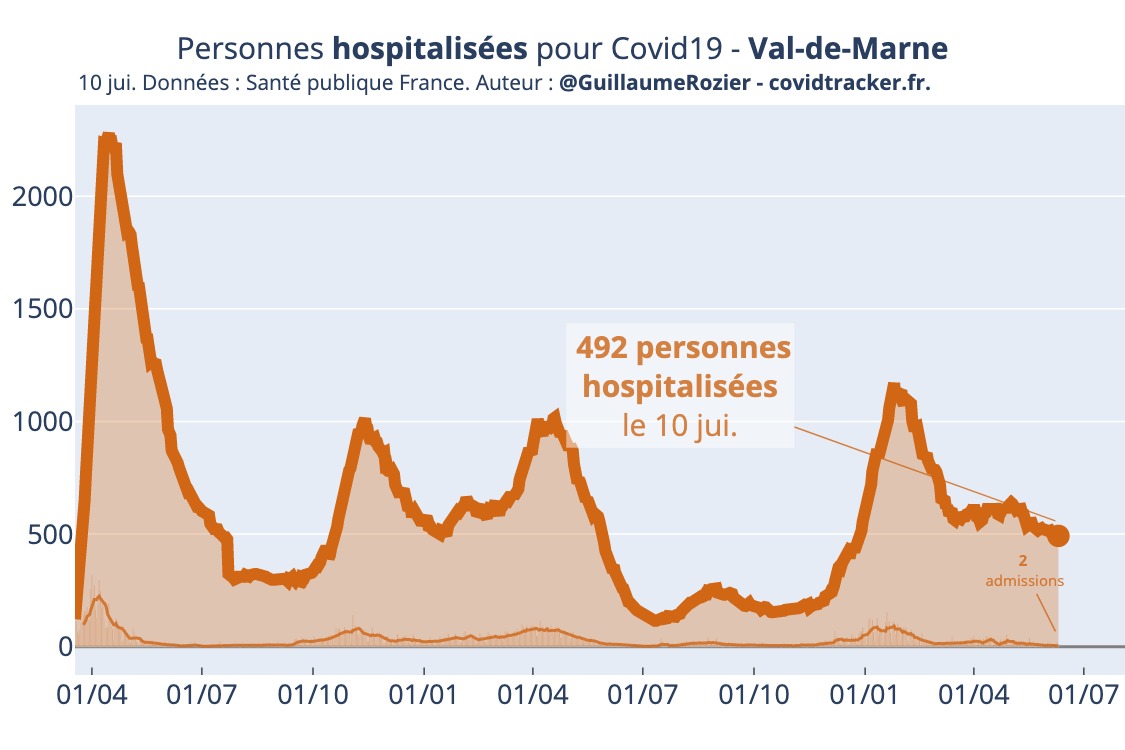 Personnes hospitalisées pour Covid19 - Val-de-Marne
10 jui. Données : Santé publique France. Auteur : @GuillaumeRozier - covidtracker.fr.
2000
1500
1000
500
0
492 personnes
hospitalisées
le 10 jui.
2
admissions
01/04 01/07 01/10 01/01 01/04 01/07 01/10 01/01 01/04 01/07